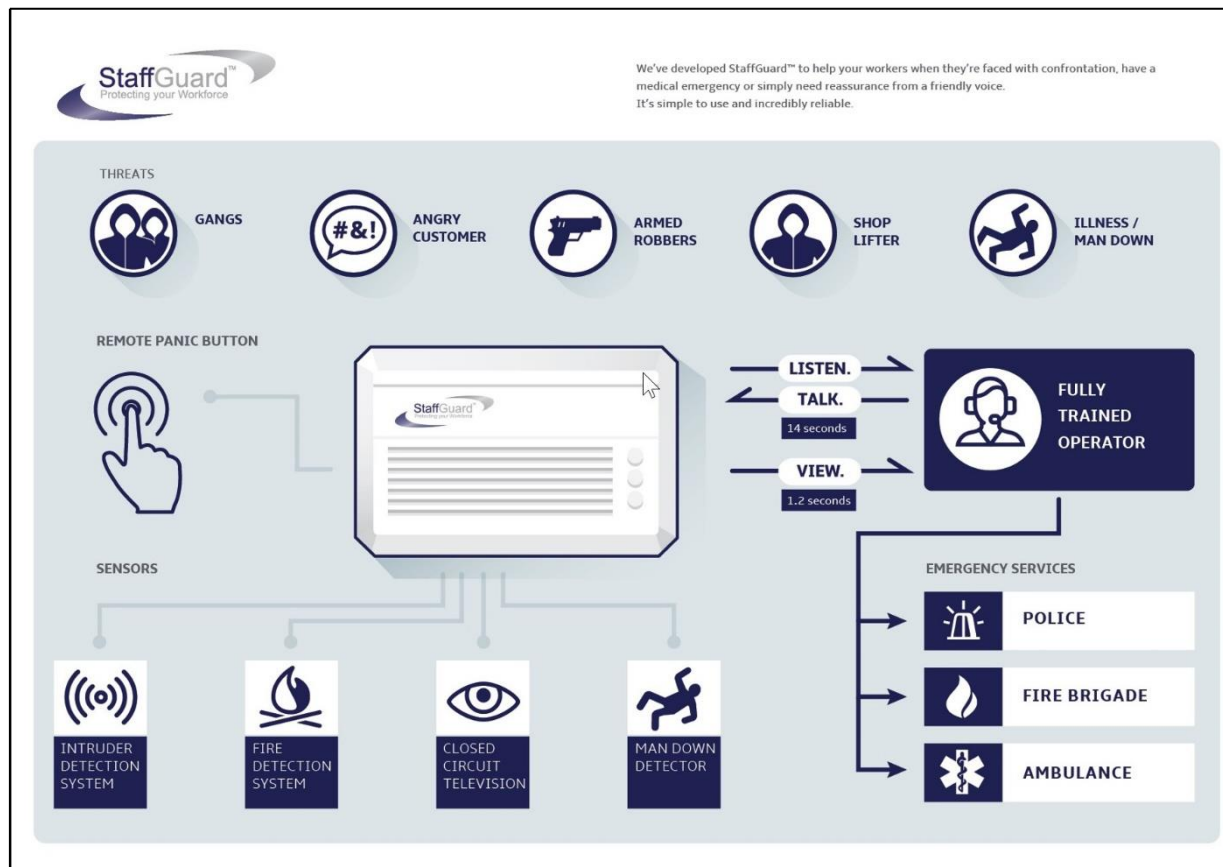 StaffGuard™
Protecting your Workforce
We've developed StaffGuard™ to help your workers when they're faced with confrontation, have a
medical emergency or simply need reassurance from a friendly voice.
It's simple to use and incredibly reliable.
THREATS
GANGS
#&!
ANGRY
CUSTOMER
ARMED
ROBBERS
SHOP
LIFTER
ILLNESS /
MAN DOWN
REMOTE PANIC BUTTON
StaffGuard™
Protecting your Workforce
LISTEN.
TALK.
14 seconds
VIEW.
1.2 seconds
FULLY
TRAINED
OPERATOR
SENSORS
INTRUDER
DETECTION
SYSTEM
FIRE
DETECTION
SYSTEM
CLOSED
CIRCUIT
TELEVISION
MAN DOWN
DETECTOR
EMERGENCY SERVICES
POLICE
FIRE BRIGADE
AMBULANCE